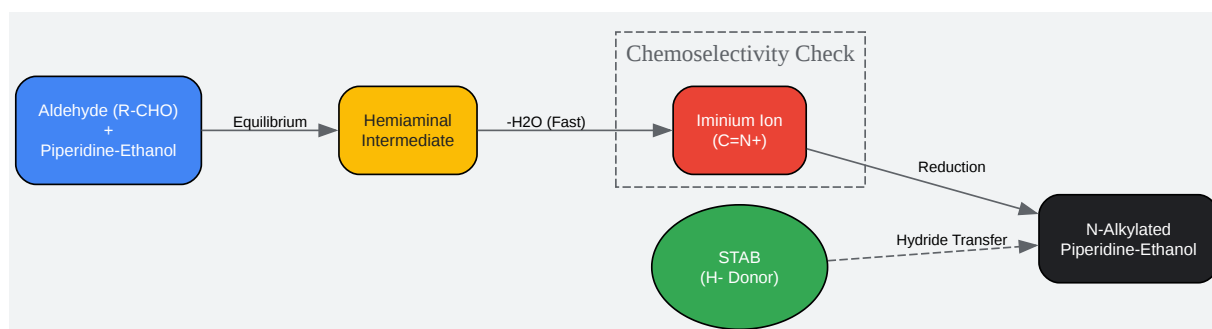 Chemoselectivity Check
Aldehyde (R-CHO)
+
Piperidine-Ethanol
Equilibrium
Hemiaminal
Intermediate
-H2O (Fast)
Iminium Ion
(C=N+)
Reduction
STAB
(H- Donor)
Hydride Transfer
N-Alkylated
Piperidine-Ethanol